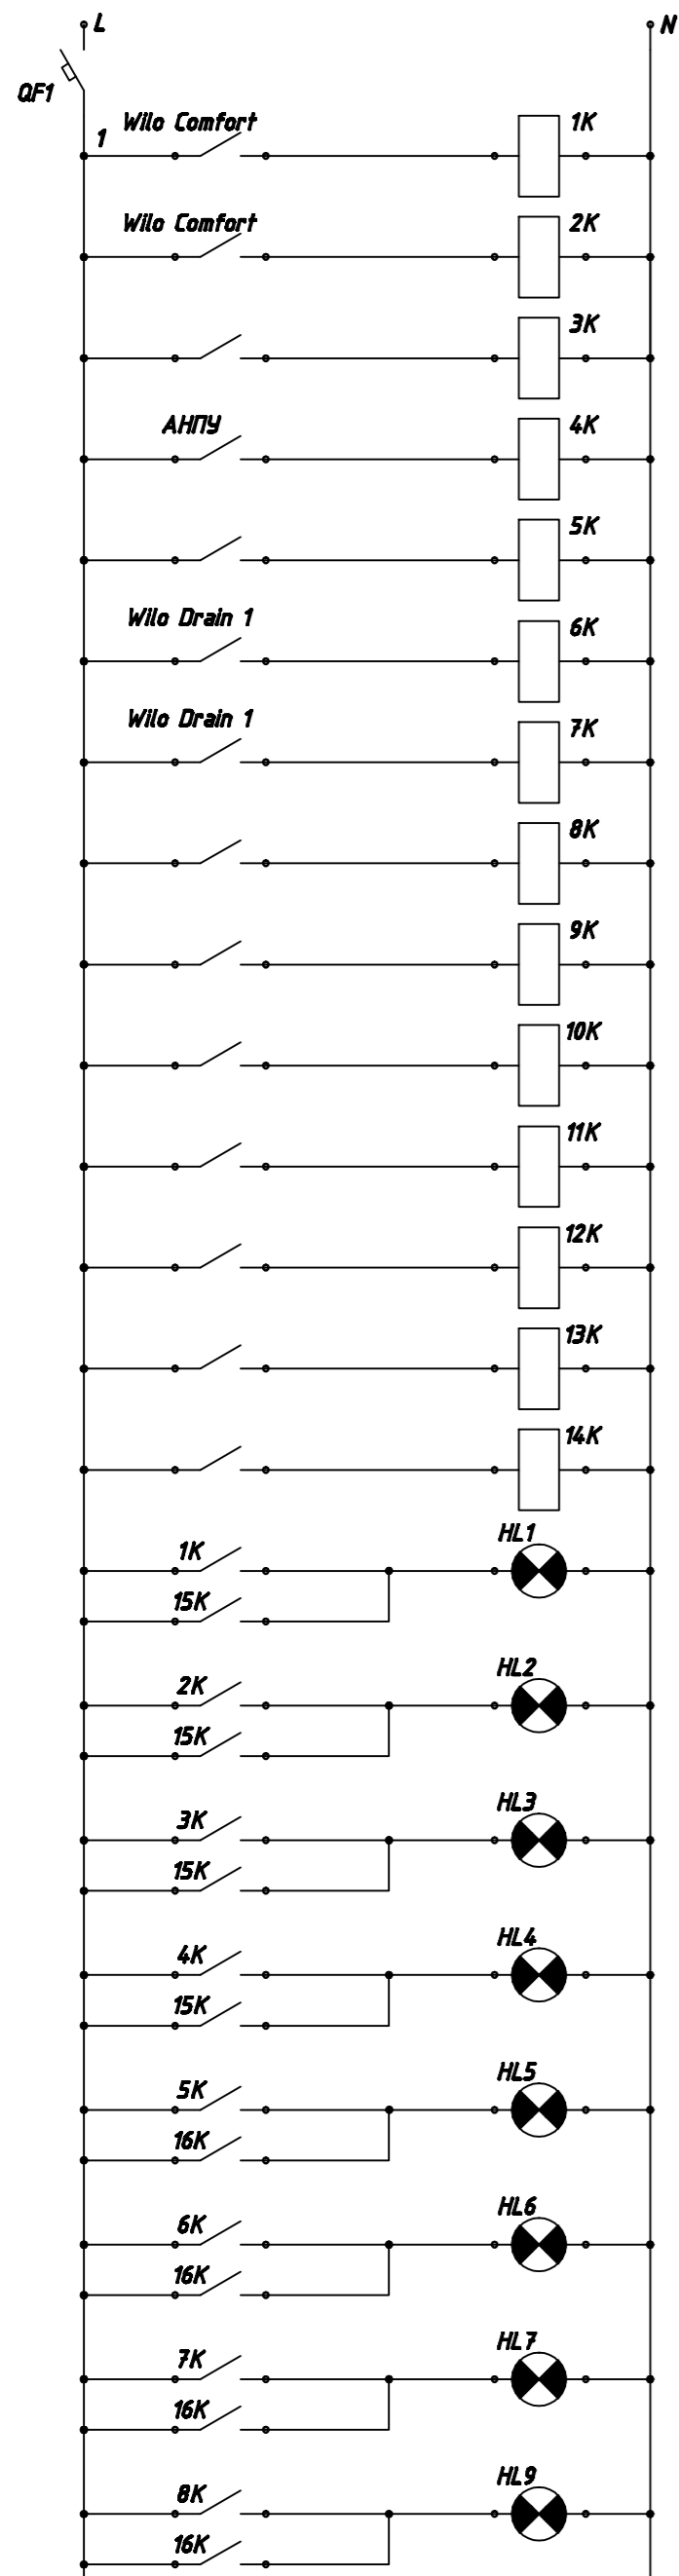 L N
QF1
1 Wilo Comfort 1K
Wilo Comfort 2K
3K
АНПУ 4K
5K
Wilo Drain 1 6K
Wilo Drain 1 7K
8K
9K
10K
11K
12K
13K
14K
1K HL1
15K
2K HL2
15K
3K HL3
15K
4K HL4
15K
5K HL5
16K
6K HL6
16K
7K HL7
16K
8K HL9
16K